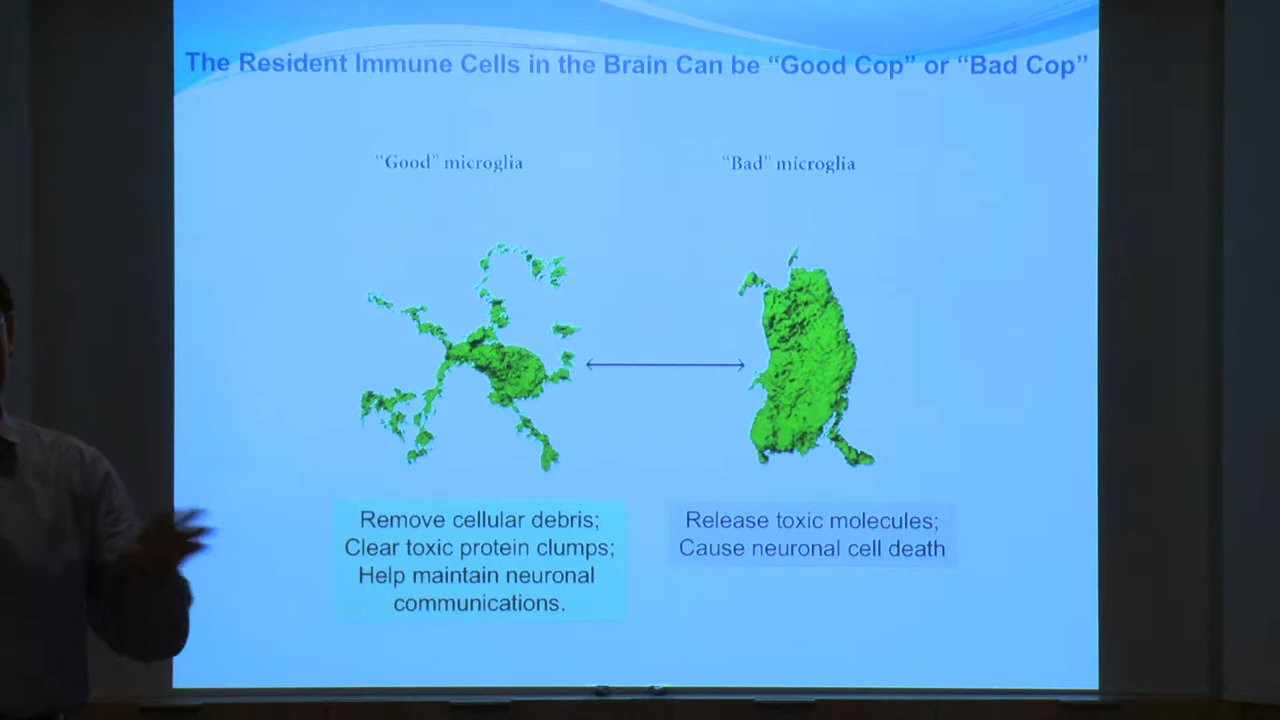 The Resident Immune Cells in the Brain Can be “Good Cop” or “Bad Cop”
“Good” microglia
“Bad” microglia
Remove cellular debris;
Clear toxic protein clumps;
Help maintain neuronal
communications.
Release toxic molecules;
Cause neuronal cell death